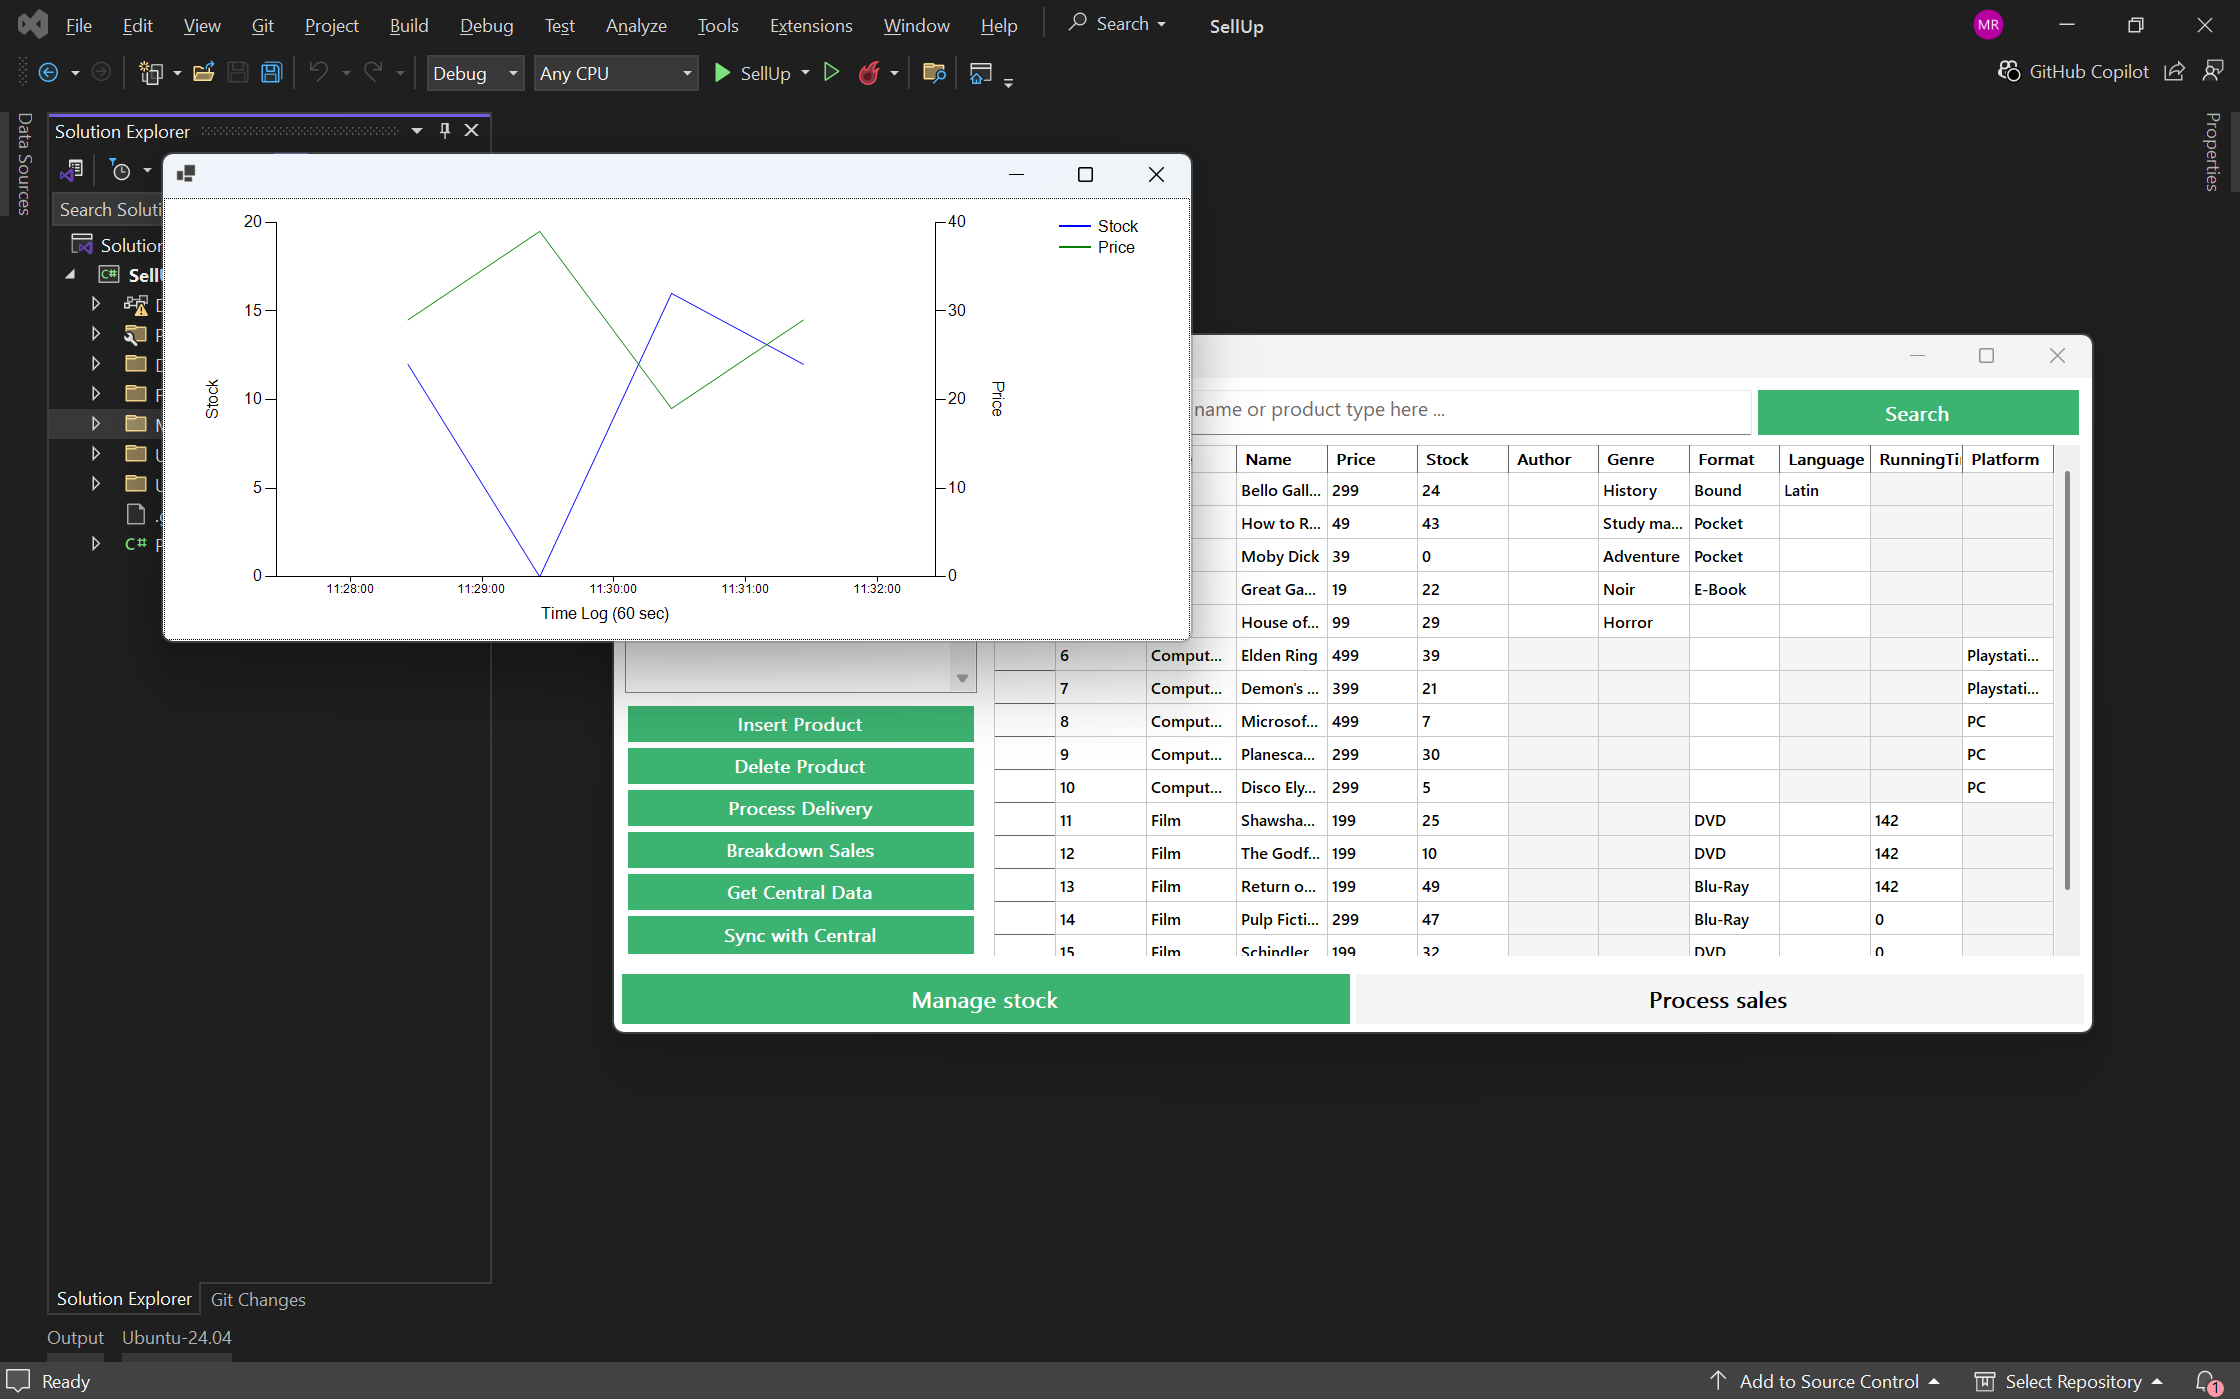 File Edit View Git Project Build Debug Test Analyze Tools Extensions Window Help Search SellUp MR
Debug Any CPU SellUp GitHub Copilot
Data Sources
Solution Explorer
Properties
Search Soluti
Solution
C# SellU
C#
20 40 Stock
Price
15 30
Stock 10 20 Price
5 10
0 0
11:28:00 11:29:00 11:30:00 11:31:00 11:32:00
Time Log (60 sec)
name or product type here ... Search
Name Price Stock Author Genre Format Language RunningTi Platform
Bello Gall... 299 24 History Bound Latin
How to R... 49 43 Study ma... Pocket
Moby Dick 39 0 Adventure Pocket
Great Ga... 19 22 Noir E-Book
House of... 99 29 Horror
6 Comput... Elden Ring 499 39 Playstati...
7 Comput... Demon's ... 399 21 Playstati...
8 Comput... Microsof... 499 7 PC
9 Comput... Planesca... 299 30 PC
10 Comput... Disco Ely... 299 5 PC
11 Film Shawsha... 199 25 DVD 142
12 Film The Godf... 199 10 DVD 142
13 Film Return o... 199 49 Blu-Ray 142
14 Film Pulp Ficti... 299 47 Blu-Ray 0
15 Film Schindler 199 32 DVD 0
Insert Product
Delete Product
Process Delivery
Breakdown Sales
Get Central Data
Sync with Central
Manage stock Process sales
Solution Explorer Git Changes
Output Ubuntu-24.04
Ready Add to Source Control Select Repository 1